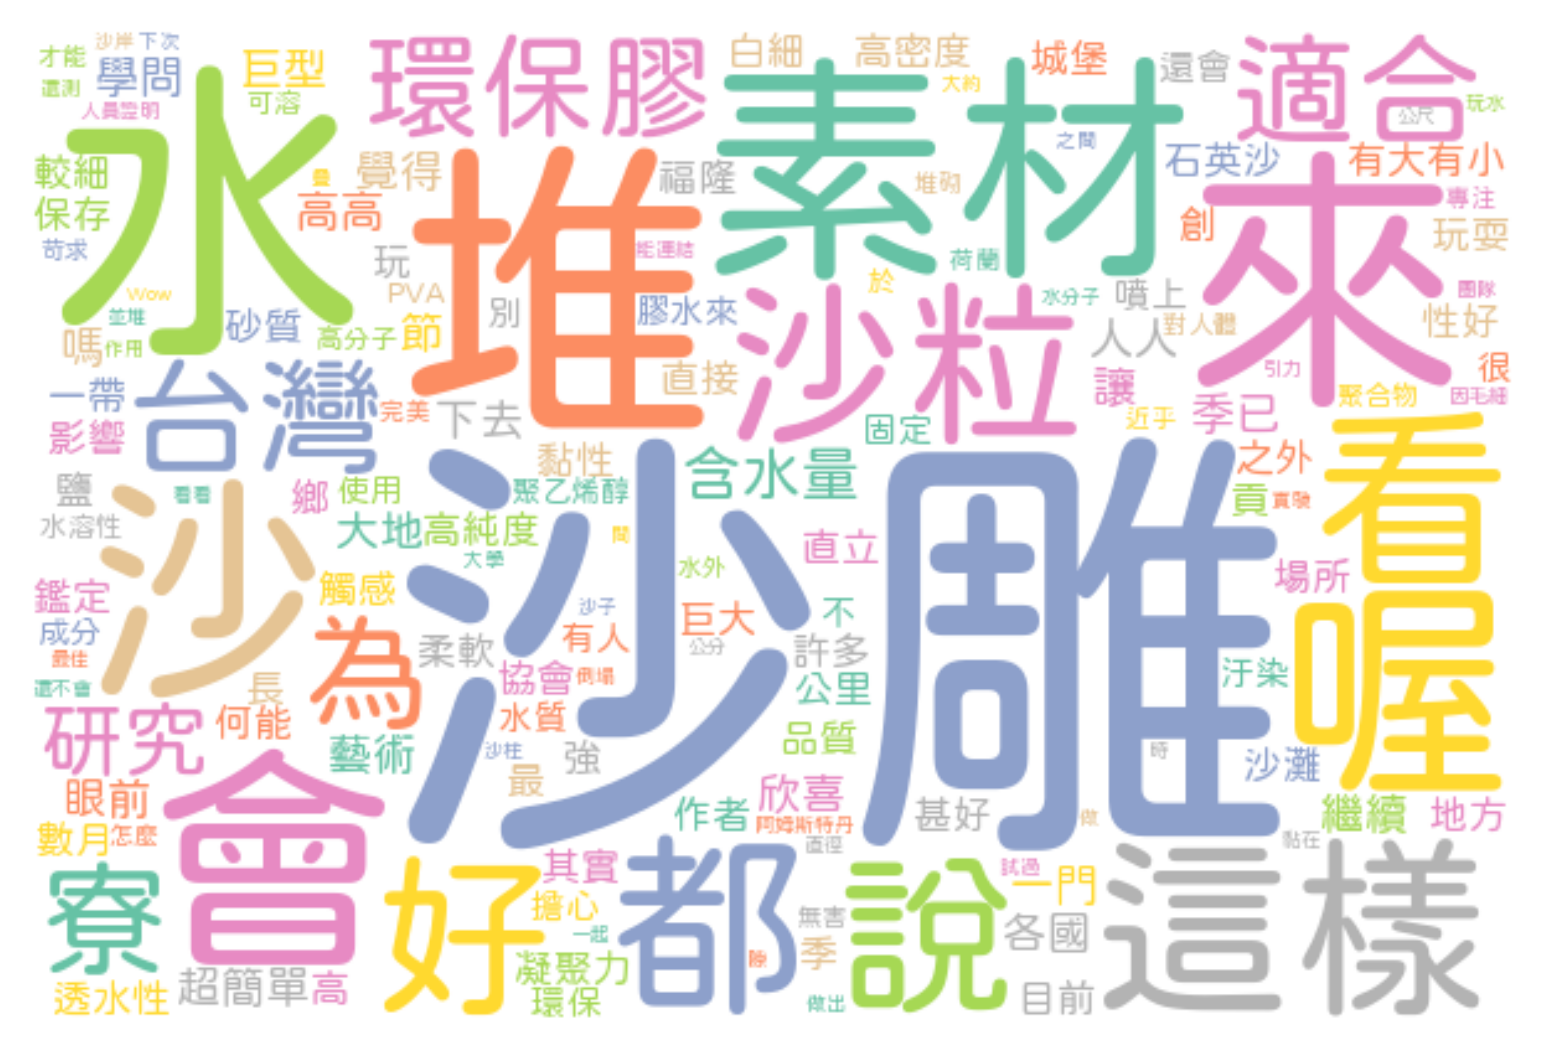 才能
沙岸
下次
學問
還測
人員證明
巨型
可溶
環保膠
白細
高密度
大約
城堡
還會
適合
公尺
玩水
水
堆
素材
之間
石英沙
有大有小
來
專注
較細
保存
苛求
疊
覺得
高高
福隆
堆砌
創
玩耍
能連結
荷蘭
玩
Wow
並堆
PVA
別
膠水來
沙粒
於
水分子
噴上
團隊
砂質
高分子
節
嗎
作用
人人
對人體
性好
台灣
一帶
影響
直接
引力
很
讓
聚合物
因毛細
完美
下去
固定
近乎
季已
沙雕
黏性
含水量
之外
看
鹽
看看
鄉
使用
聚乙烯醇
貢
實驗
水溶性
沙
大地
高純度
大學
間
水外
直立
場所
鑑定
成分
觸感
沙子
有人
巨大
公分
不
許多
喔
最佳
還不會
為
柔軟
協會
倒塌
公里
汙染
長
研究
何能
水質
品質
藝術
沙柱
強
最
時
沙灘
會
眼前
欣喜
作者
阿姆斯特丹
甚好
做
繼續
地方
數月
怎麼
直徑
黏在
寮
好
其實
都
說
試過
一門
這樣
擔心
一起
無害
季
各國
凝聚力
隙
透水性
超簡單
高
環保
做出
目前